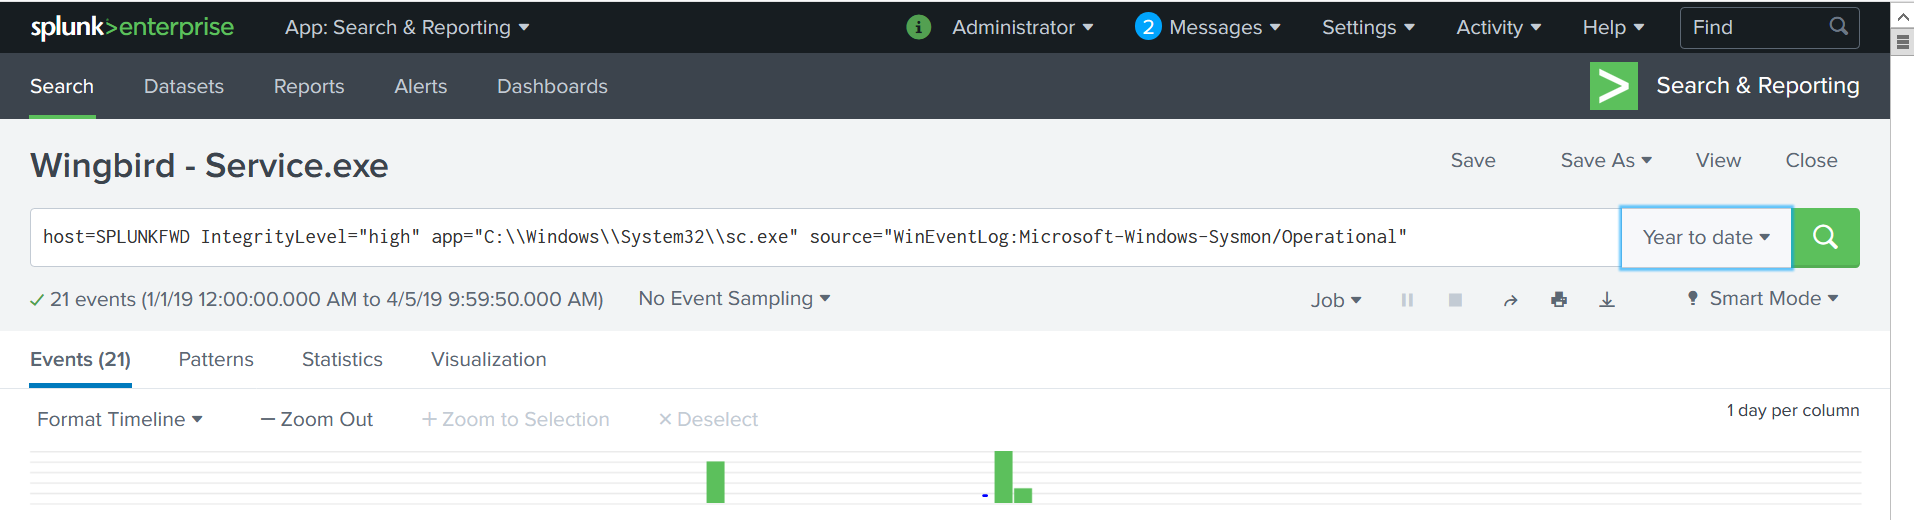 splunk>enterprise App: Search & Reporting i Administrator 2 Messages Settings Activity Help Find
Search Datasets Reports Alerts Dashboards > Search & Reporting
Wingbird - Service.exe Save Save As View Close
host=SPLUNKFWD IntegrityLevel="high" app="C:\\Windows\\System32\\sc.exe" source="WinEventLog:Microsoft-Windows-Sysmon/Operational" Year to date
21 events (1/1/19 12:00:00.000 AM to 4/5/19 9:59:50.000 AM) No Event Sampling Job Smart Mode
Events (21) Patterns Statistics Visualization
Format Timeline — Zoom Out + Zoom to Selection × Deselect 1 day per column